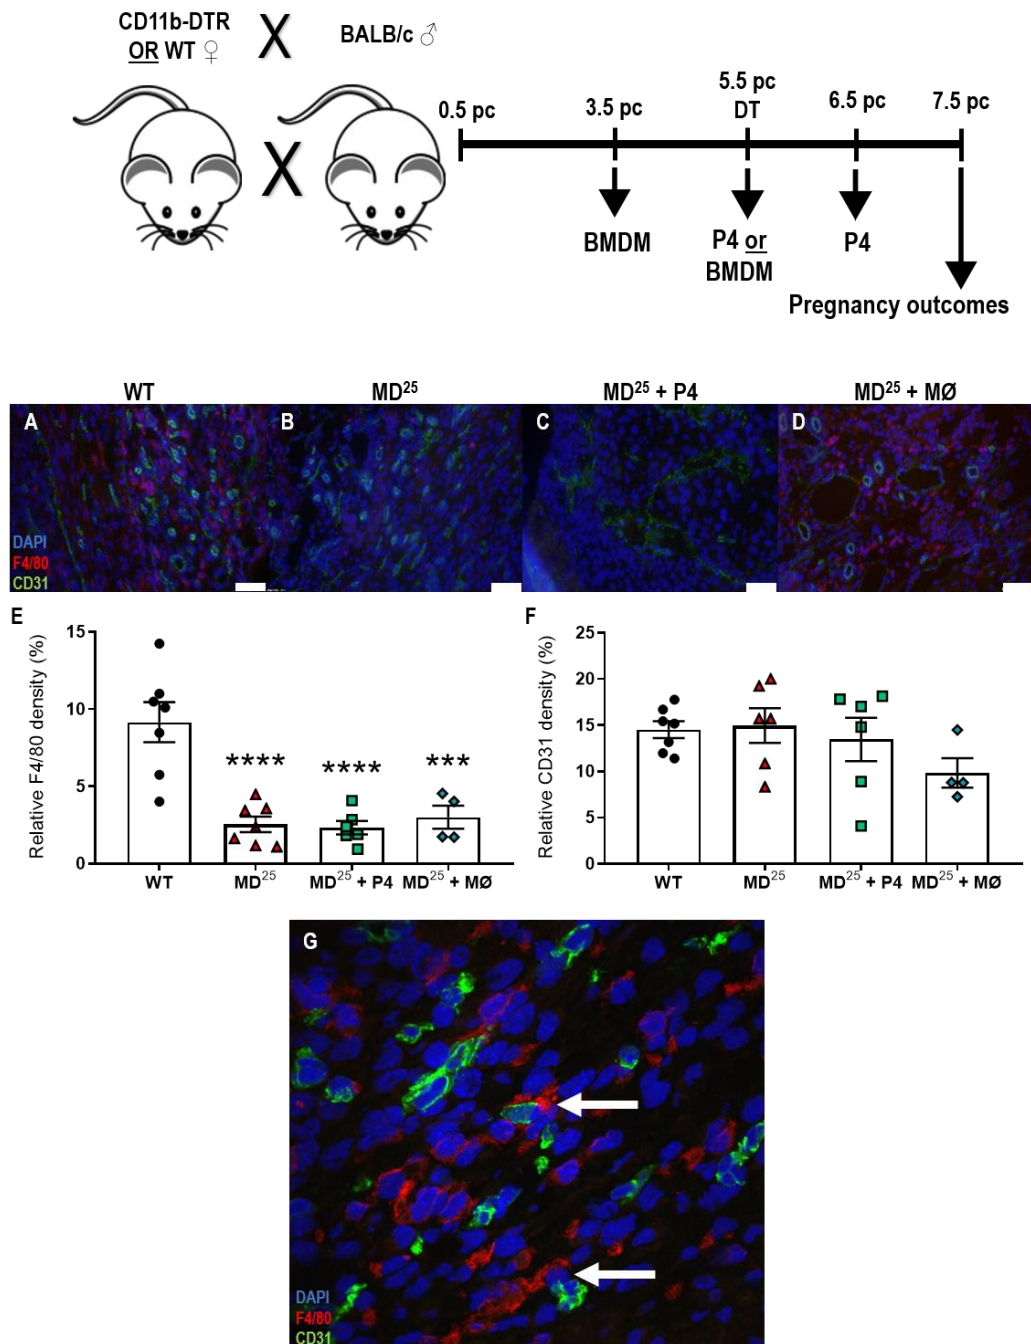 CD11b-DTR
OR WT ♀
X
BALB/c ♂
X
0.5 pc
3.5 pc
5.5 pc
DT
6.5 pc
7.5 pc
BMDM
P4 or
BMDM
P4
Pregnancy outcomes
WT
MD²⁵
MD²⁵ + P4
MD²⁵ + MØ
A
B
C
D
DAPI
F4/80
CD31
E
Relative F4/80 density (%)
15
10
5
0
****
****
***
WT
MD²⁵
MD²⁵ + P4
MD²⁵ + MØ
F
Relative CD31 density (%)
25
20
15
10
5
0
WT
MD²⁵
MD²⁵ + P4
MD²⁵ + MØ
G
DAPI
F4/80
CD31